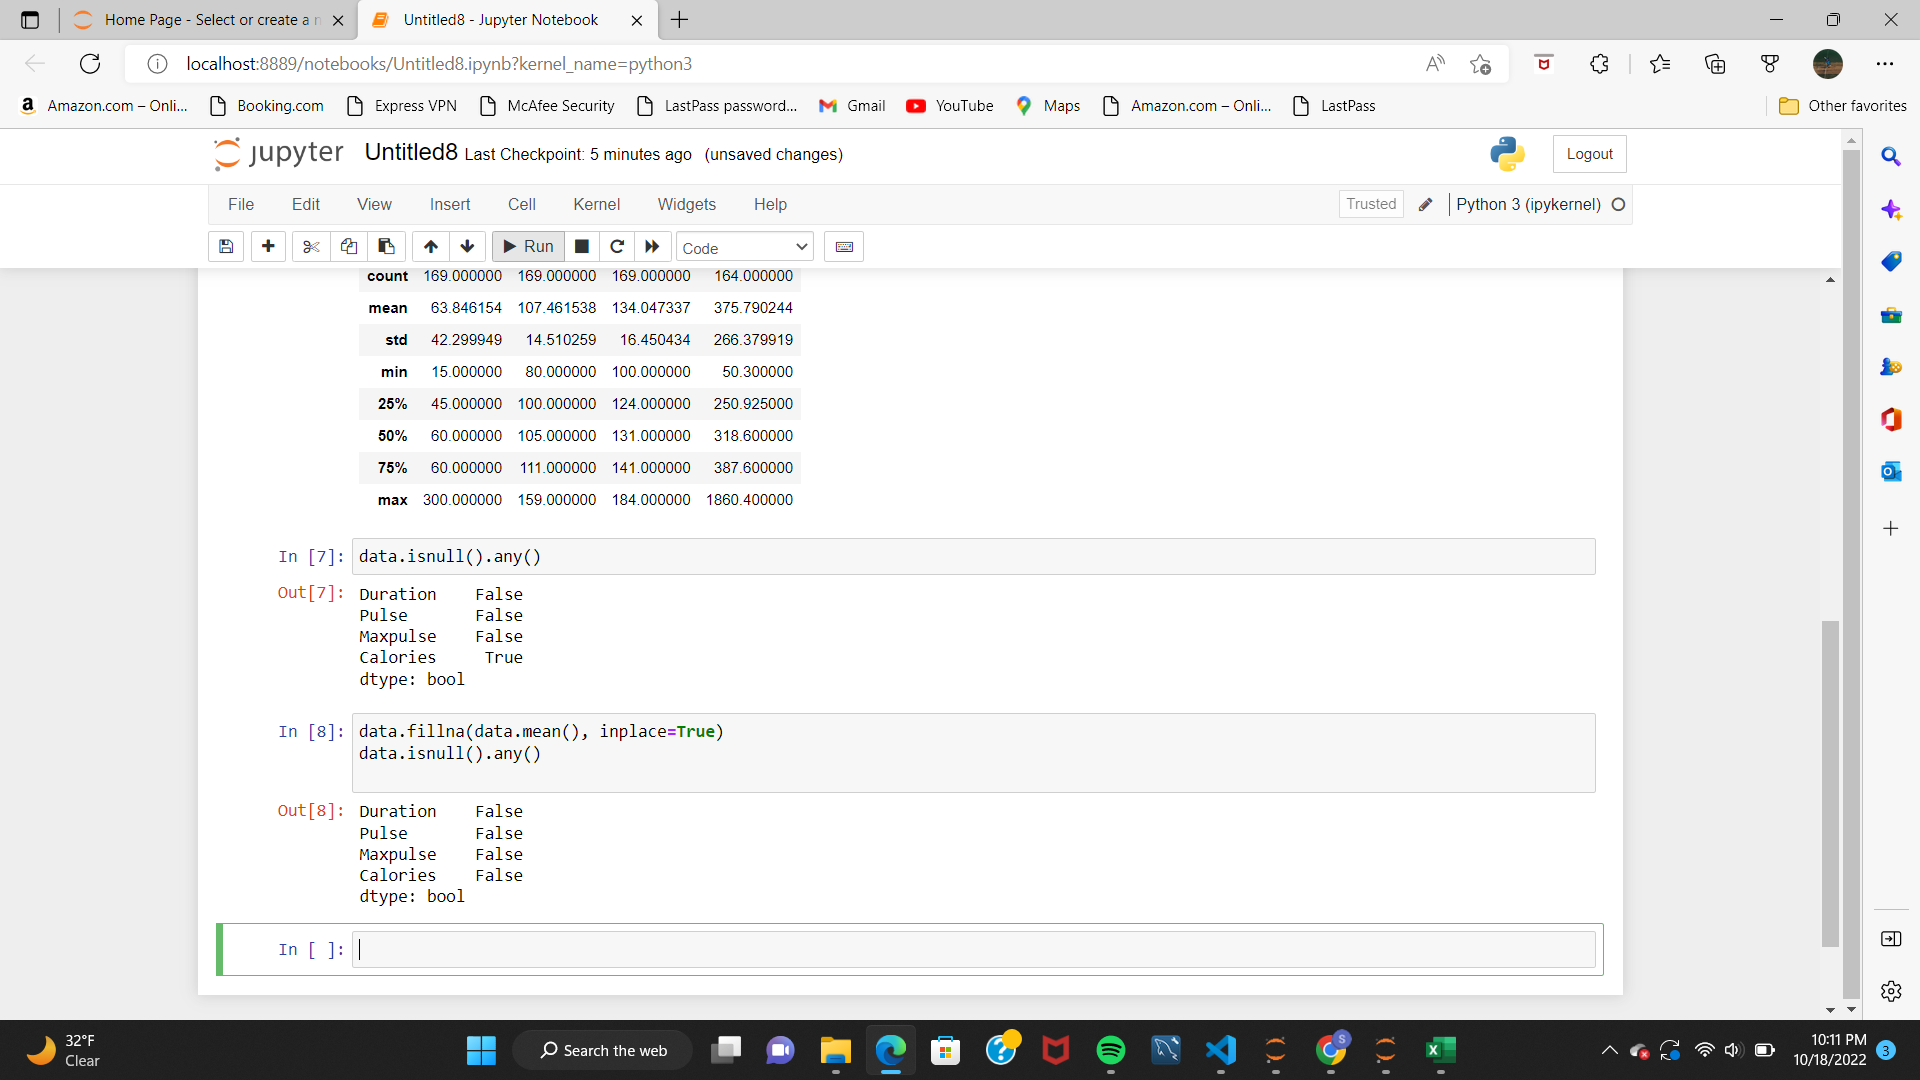 Home Page - Select or create a n
Untitled8 - Jupyter Notebook
localhost:8889/notebooks/Untitled8.ipynb?kernel_name=python3
Amazon.com – Onli...
Booking.com
Express VPN
McAfee Security
LastPass password...
Gmail
YouTube
Maps
Amazon.com – Onli...
LastPass
Other favorites
jupyter Untitled8 Last Checkpoint: 5 minutes ago (unsaved changes)
Logout
File Edit View Insert Cell Kernel Widgets Help
Trusted
Python 3 (ipykernel)
Run
Code
count 169.000000 169.000000 169.000000 164.000000
mean 63.846154 107.461538 134.047337 375.790244
std 42.299949 14.510259 16.450434 266.379919
min 15.000000 80.000000 100.000000 50.300000
25% 45.000000 100.000000 124.000000 250.925000
50% 60.000000 105.000000 131.000000 318.600000
75% 60.000000 111.000000 141.000000 387.600000
max 300.000000 159.000000 184.000000 1860.400000
In [7]: data.isnull().any()
Out[7]: Duration False
Pulse False
Maxpulse False
Calories True
dtype: bool
In [8]: data.fillna(data.mean(), inplace=True)
data.isnull().any()
Out[8]: Duration False
Pulse False
Maxpulse False
Calories False
dtype: bool
In [ ]:
32°F
Clear
Search the web
S
10:11 PM
10/18/2022
3